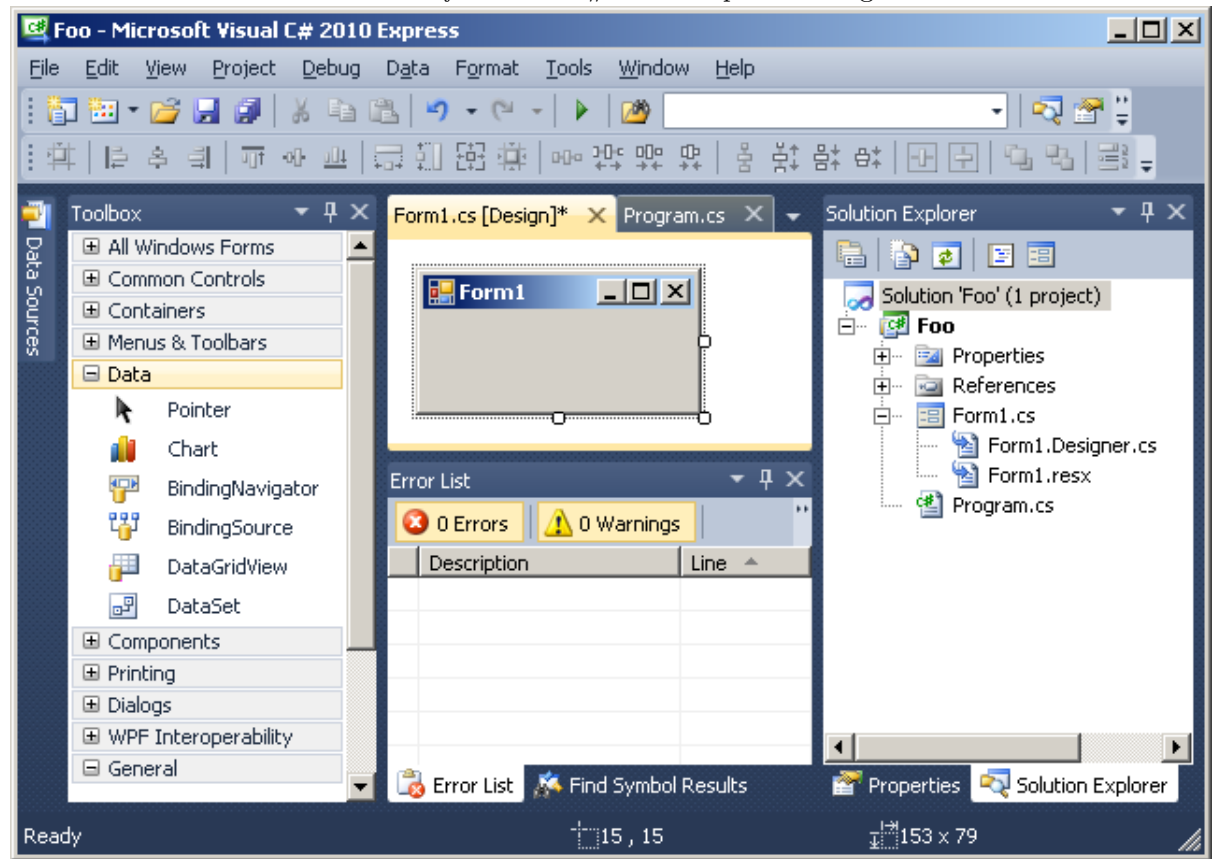 Foo - Microsoft Visual C# 2010 Express
File Edit View Project Debug Data Format Tools Window Help
Data Sources
Toolbox
All Windows Forms
Common Controls
Containers
Menus & Toolbars
Data
Pointer
Chart
BindingNavigator
BindingSource
DataGridView
DataSet
Components
Printing
Dialogs
WPF Interoperability
General
Form1.cs [Design]* Program.cs
Form1
Error List
0 Errors 0 Warnings
Description Line
Error List Find Symbol Results
Solution Explorer
Solution 'Foo' (1 project)
Foo
Properties
References
Form1.cs
Form1.Designer.cs
Form1.resx
Program.cs
Properties Solution Explorer
Ready 15 , 15 153 x 79